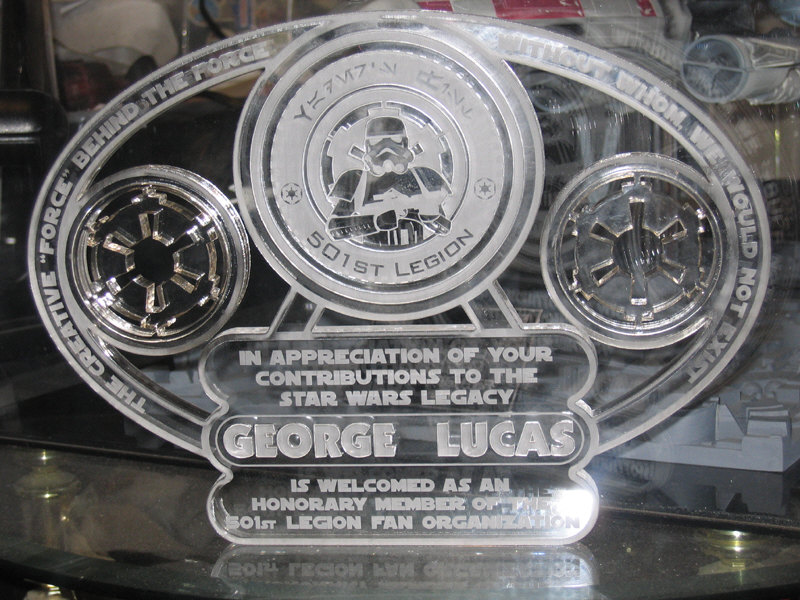 THE CREATIVE "FORCE" BEHIND THE FORCE
WITHOUT WHOM, WE WOULD NOT EXIST
501ST LEGION
IN APPRECIATION OF YOUR
CONTRIBUTIONS TO THE
STAR WARS LEGACY
GEORGE LUCAS
IS WELCOMED AS AN
HONORARY MEMBER OF
501ST LEGION FAN ORGANIZATION